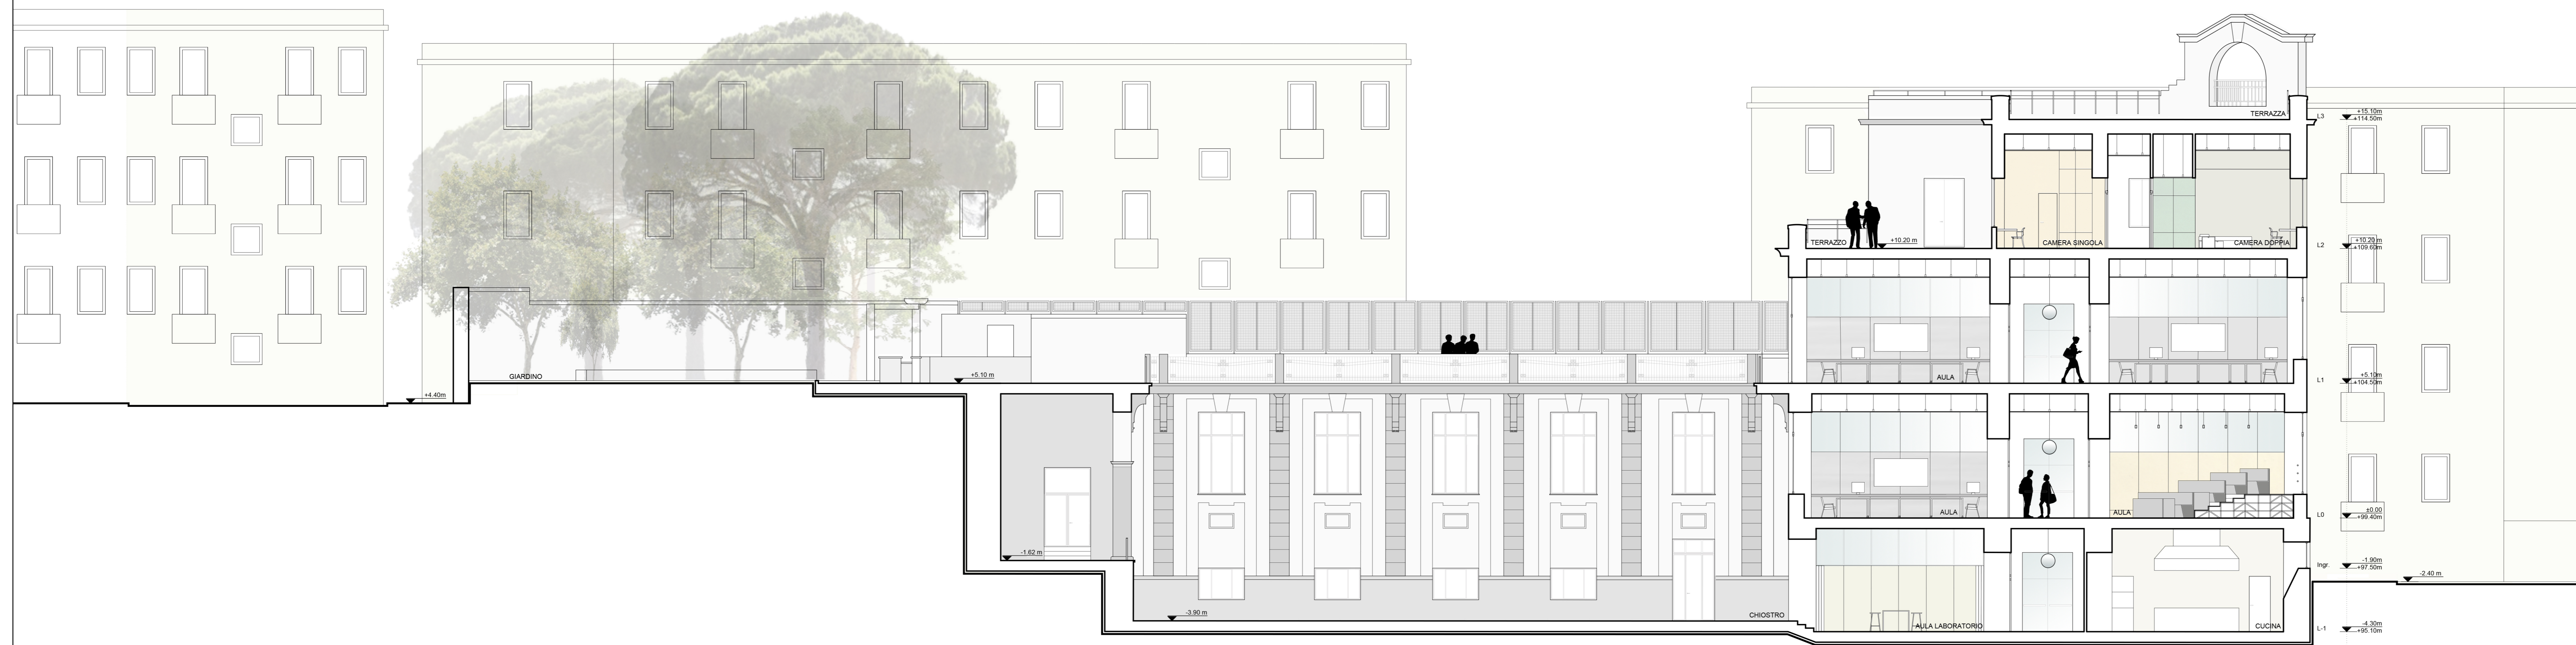 TERRAZZA
L3
+15.10m
+114.50m
TERRAZZO
+10.20 m
CAMERA SINGOLA
CAMERA DOPPIA
L2
+10.20 m
+109.60m
GIARDINO
+4.40m
+5.10 m
AULA
L1
+5.10m
+104.50m
AULA
AULA
L0
±0.00
+99.40m
-1.62 m
Ingr.
-1.90m
+97.50m
-2.40 m
-3.90 m
CHIOSTRO
AULA LABORATORIO
CUCINA
L-1
-4.30m
+95.10m